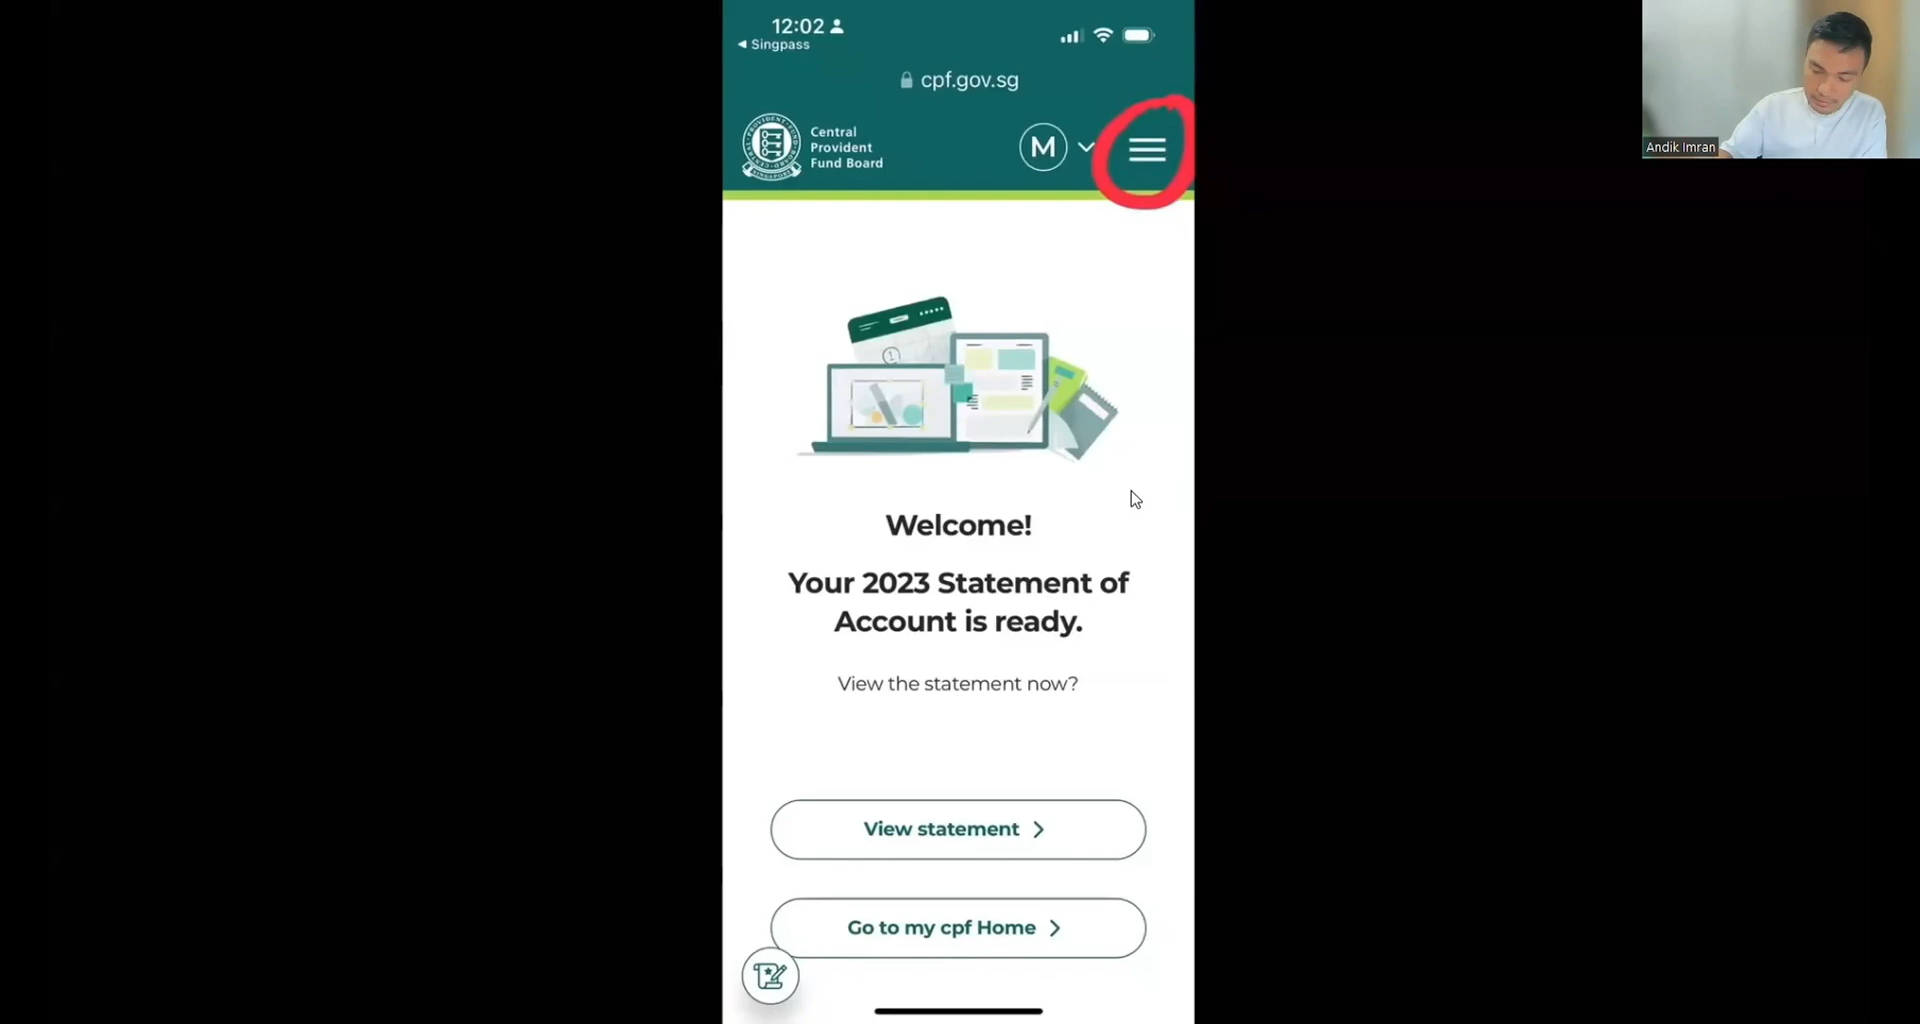 12:02
Singpass
cpf.gov.sg
Central
Provident
Fund Board
M
Andik Imran
Welcome!
Your 2023 Statement of
Account is ready.
View the statement now?
View statement
Go to my cpf Home